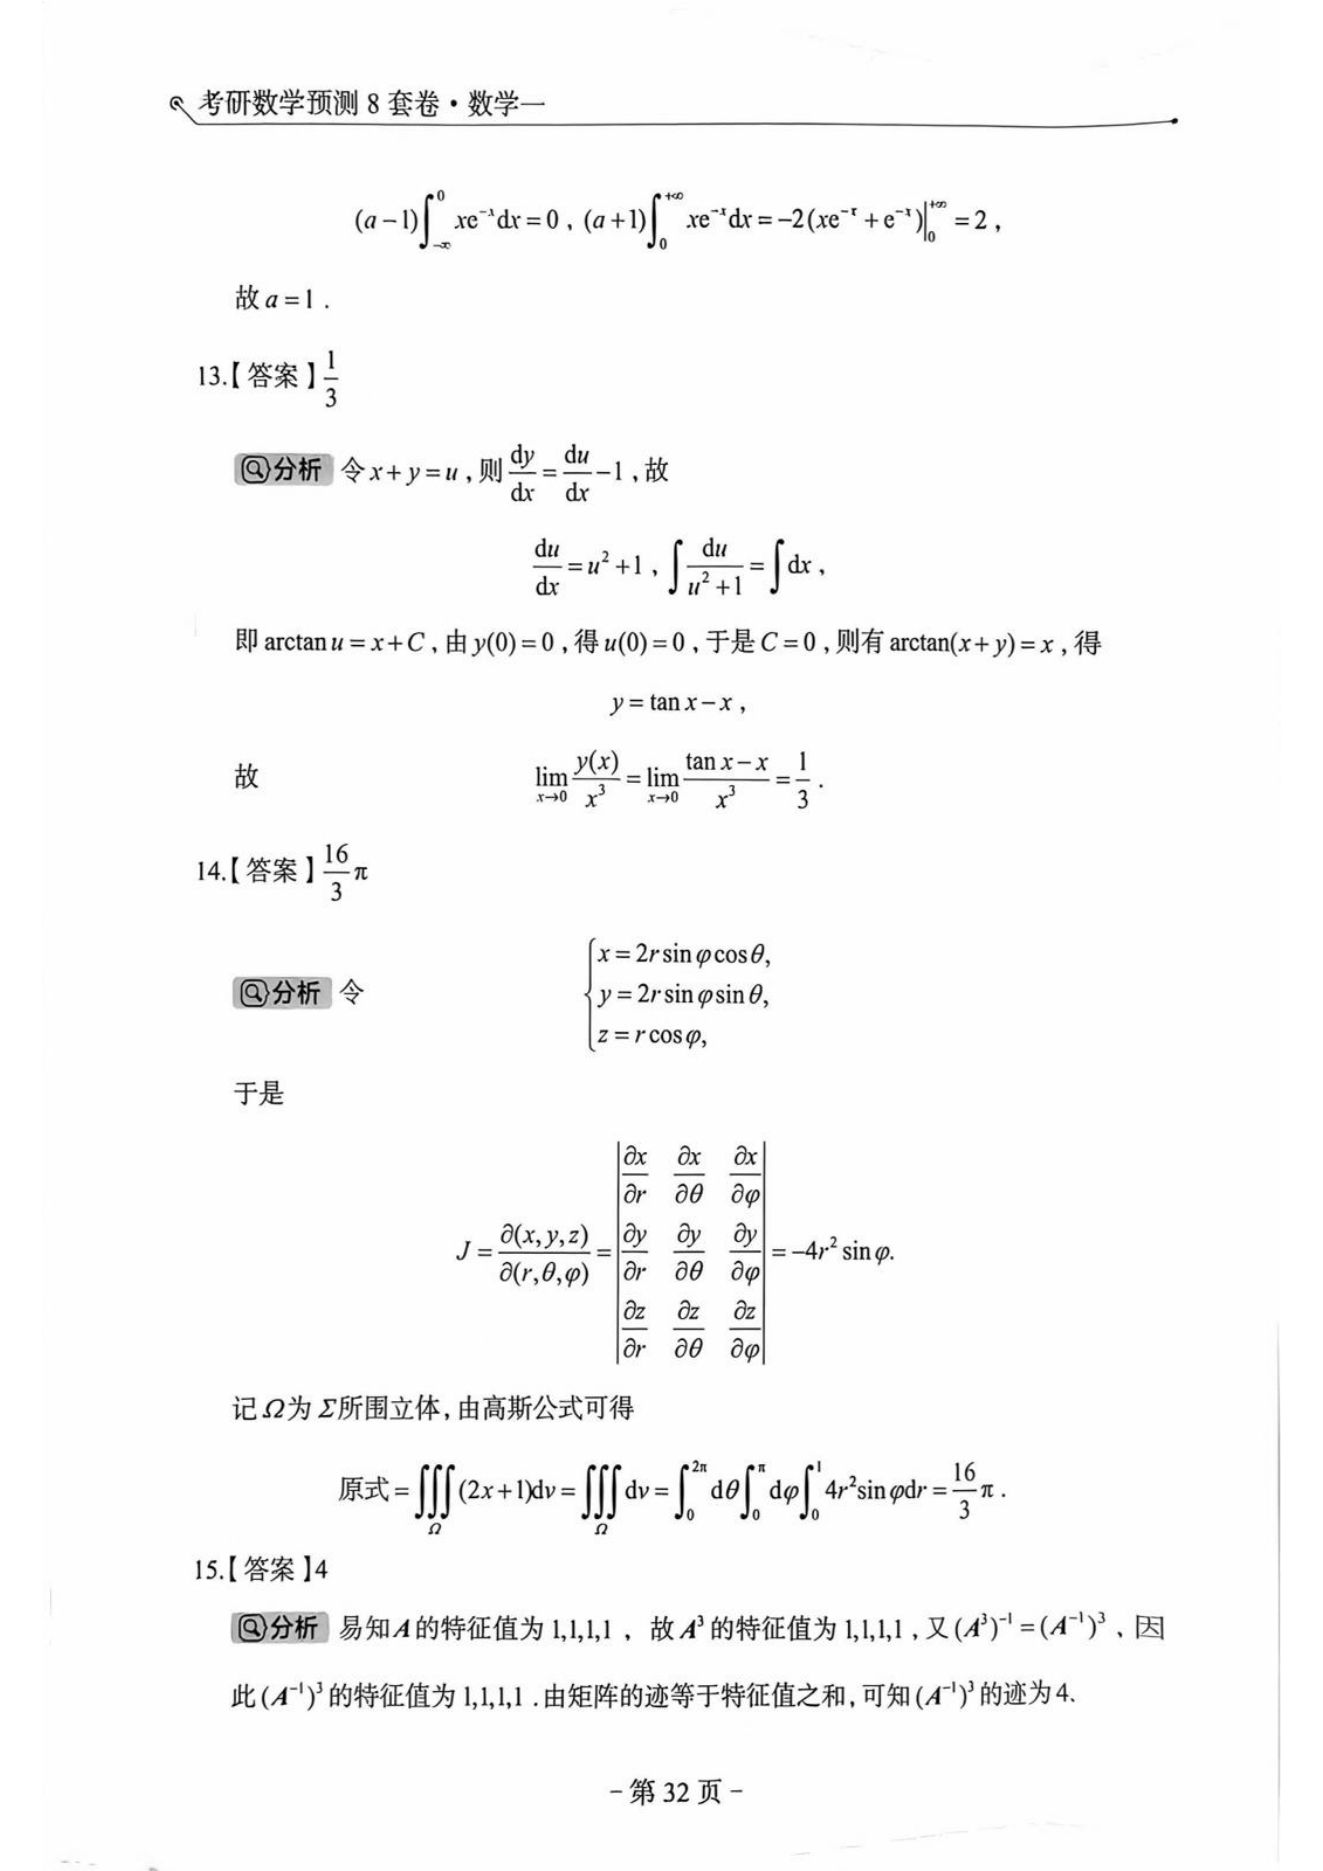 考研数学预测 8 套卷·数学一
(a−1)∫_{−∞}^{0} xe^{−x}dx = 0 , (a+1)∫_{0}^{+∞} xe^{−x}dx = −2(xe^{−x} + e^{−x})|_{0}^{+∞} = 2 ,
故 a = 1 .
13.【答案】1/3
分析 令 x + y = u , 则 dy/dx = du/dx − 1 , 故
du/dx = u² + 1 , ∫ du/(u² + 1) = ∫ dx ,
即 arctan u = x + C , 由 y(0) = 0 , 得 u(0) = 0 , 于是 C = 0 , 则有 arctan(x + y) = x , 得
y = tan x − x ,
故 lim_{x→0} y(x)/x³ = lim_{x→0} (tan x − x)/x³ = 1/3 .
14.【答案】16/3 π
分析 令 { x = 2r sin φ cos θ,
y = 2r sin φ sin θ,
z = r cos φ,
于是
J = ∂(x, y, z)/∂(r, θ, φ) = | ∂x/∂r ∂x/∂θ ∂x/∂φ
∂y/∂r ∂y/∂θ ∂y/∂φ
∂z/∂r ∂z/∂θ ∂z/∂φ | = −4r² sin φ.
记 Ω 为 Σ 所围立体, 由高斯公式可得
原式 = ∭_Ω (2x + 1)dv = ∭_Ω dv = ∫_{0}^{2π} dθ ∫_{0}^{π} dφ ∫_{0}^{1} 4r² sin φ dr = 16/3 π .
15.【答案】4
分析 易知 A 的特征值为 1,1,1,1 , 故 A³ 的特征值为 1,1,1,1 , 又 (A³)⁻¹ = (A⁻¹)³ , 因
此 (A⁻¹)³ 的特征值为 1,1,1,1 . 由矩阵的迹等于特征值之和, 可知 (A⁻¹)³ 的迹为 4.
– 第 32 页 –